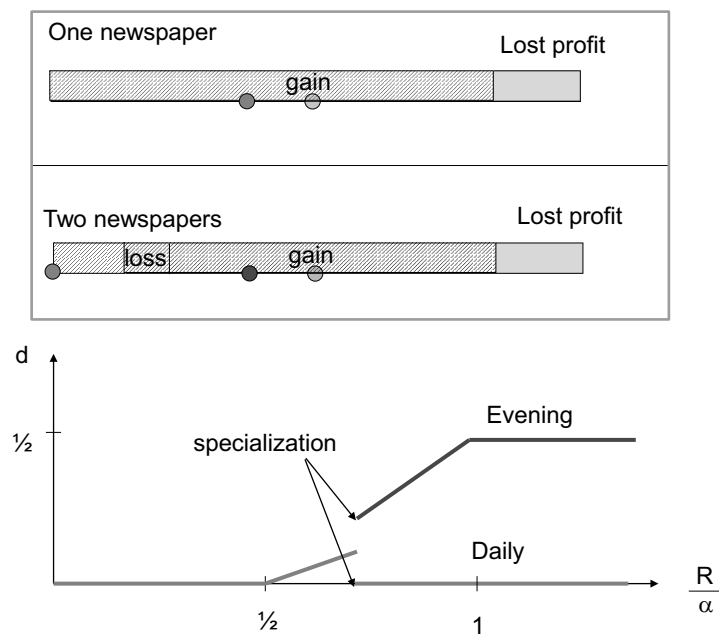 One newspaper
Lost profit
gain
Two newspapers
Lost profit
loss
gain
d
½
Evening
specialization
Daily
½
1
R
α